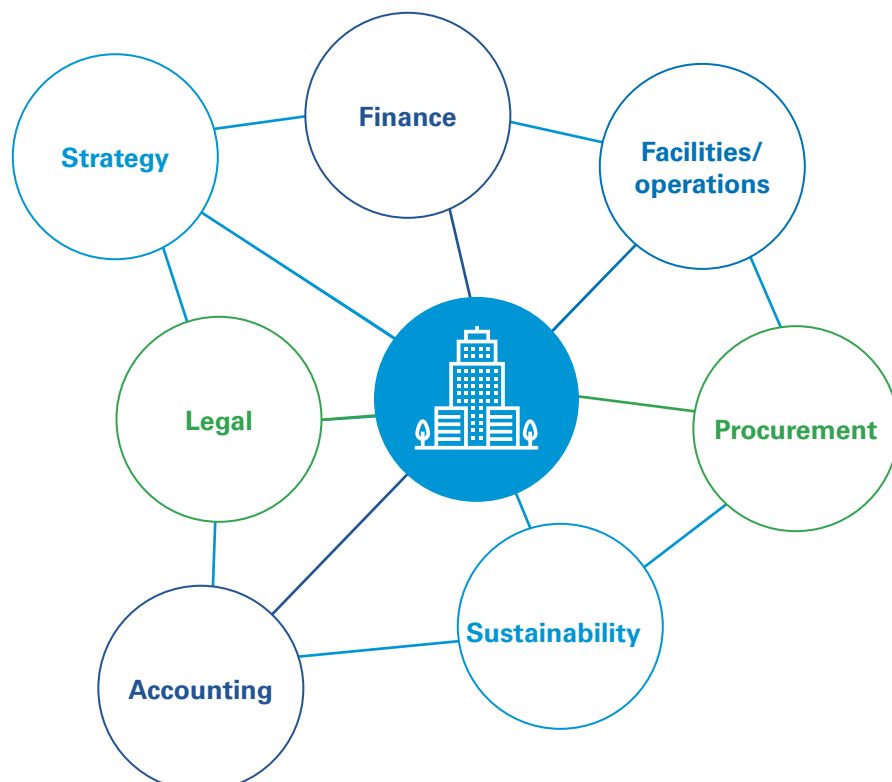 Finance
Strategy
Facilities/
operations
Legal
Procurement
Sustainability
Accounting